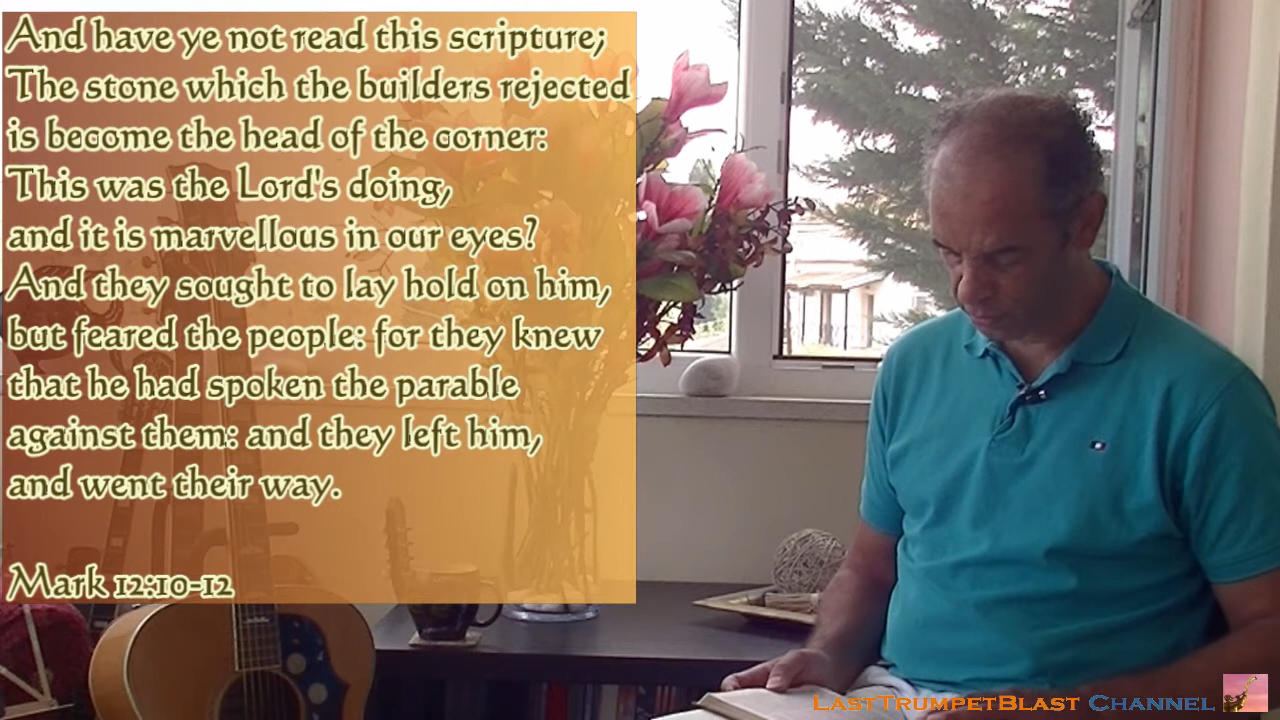 And have ye not read this scripture;
The stone which the builders rejected
is become the head of the corner:
This was the Lord's doing,
and it is marvellous in our eyes?
And they sought to lay hold on him,
but feared the people: for they knew
that he had spoken the parable
against them: and they left him,
and went their way.
Mark 12:10-12
LastTrumpetBlast Channel